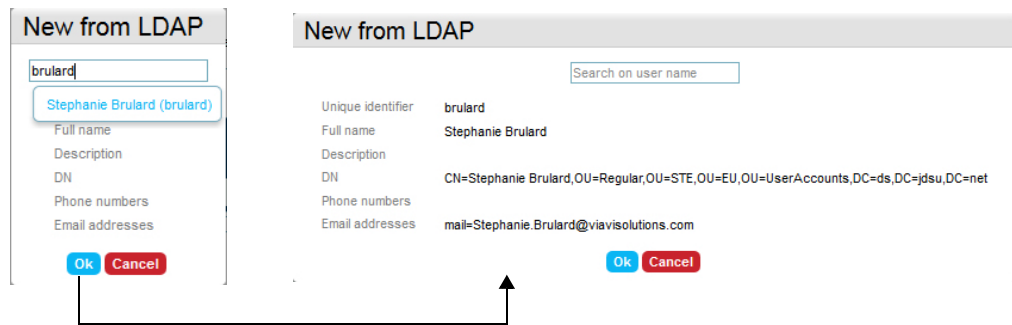 New from LDAP
brulard
Stephanie Brulard (brulard)
Full name
Description
DN
Phone numbers
Email addresses
Ok Cancel
New from LDAP
Search on user name
Unique identifier brulard
Full name Stephanie Brulard
Description
DN CN=Stephanie Brulard,OU=Regular,OU=STE,OU=EU,OU=UserAccounts,DC=ds,DC=jdsu,DC=net
Phone numbers
Email addresses mail=Stephanie.Brulard@viavisolutions.com
Ok Cancel